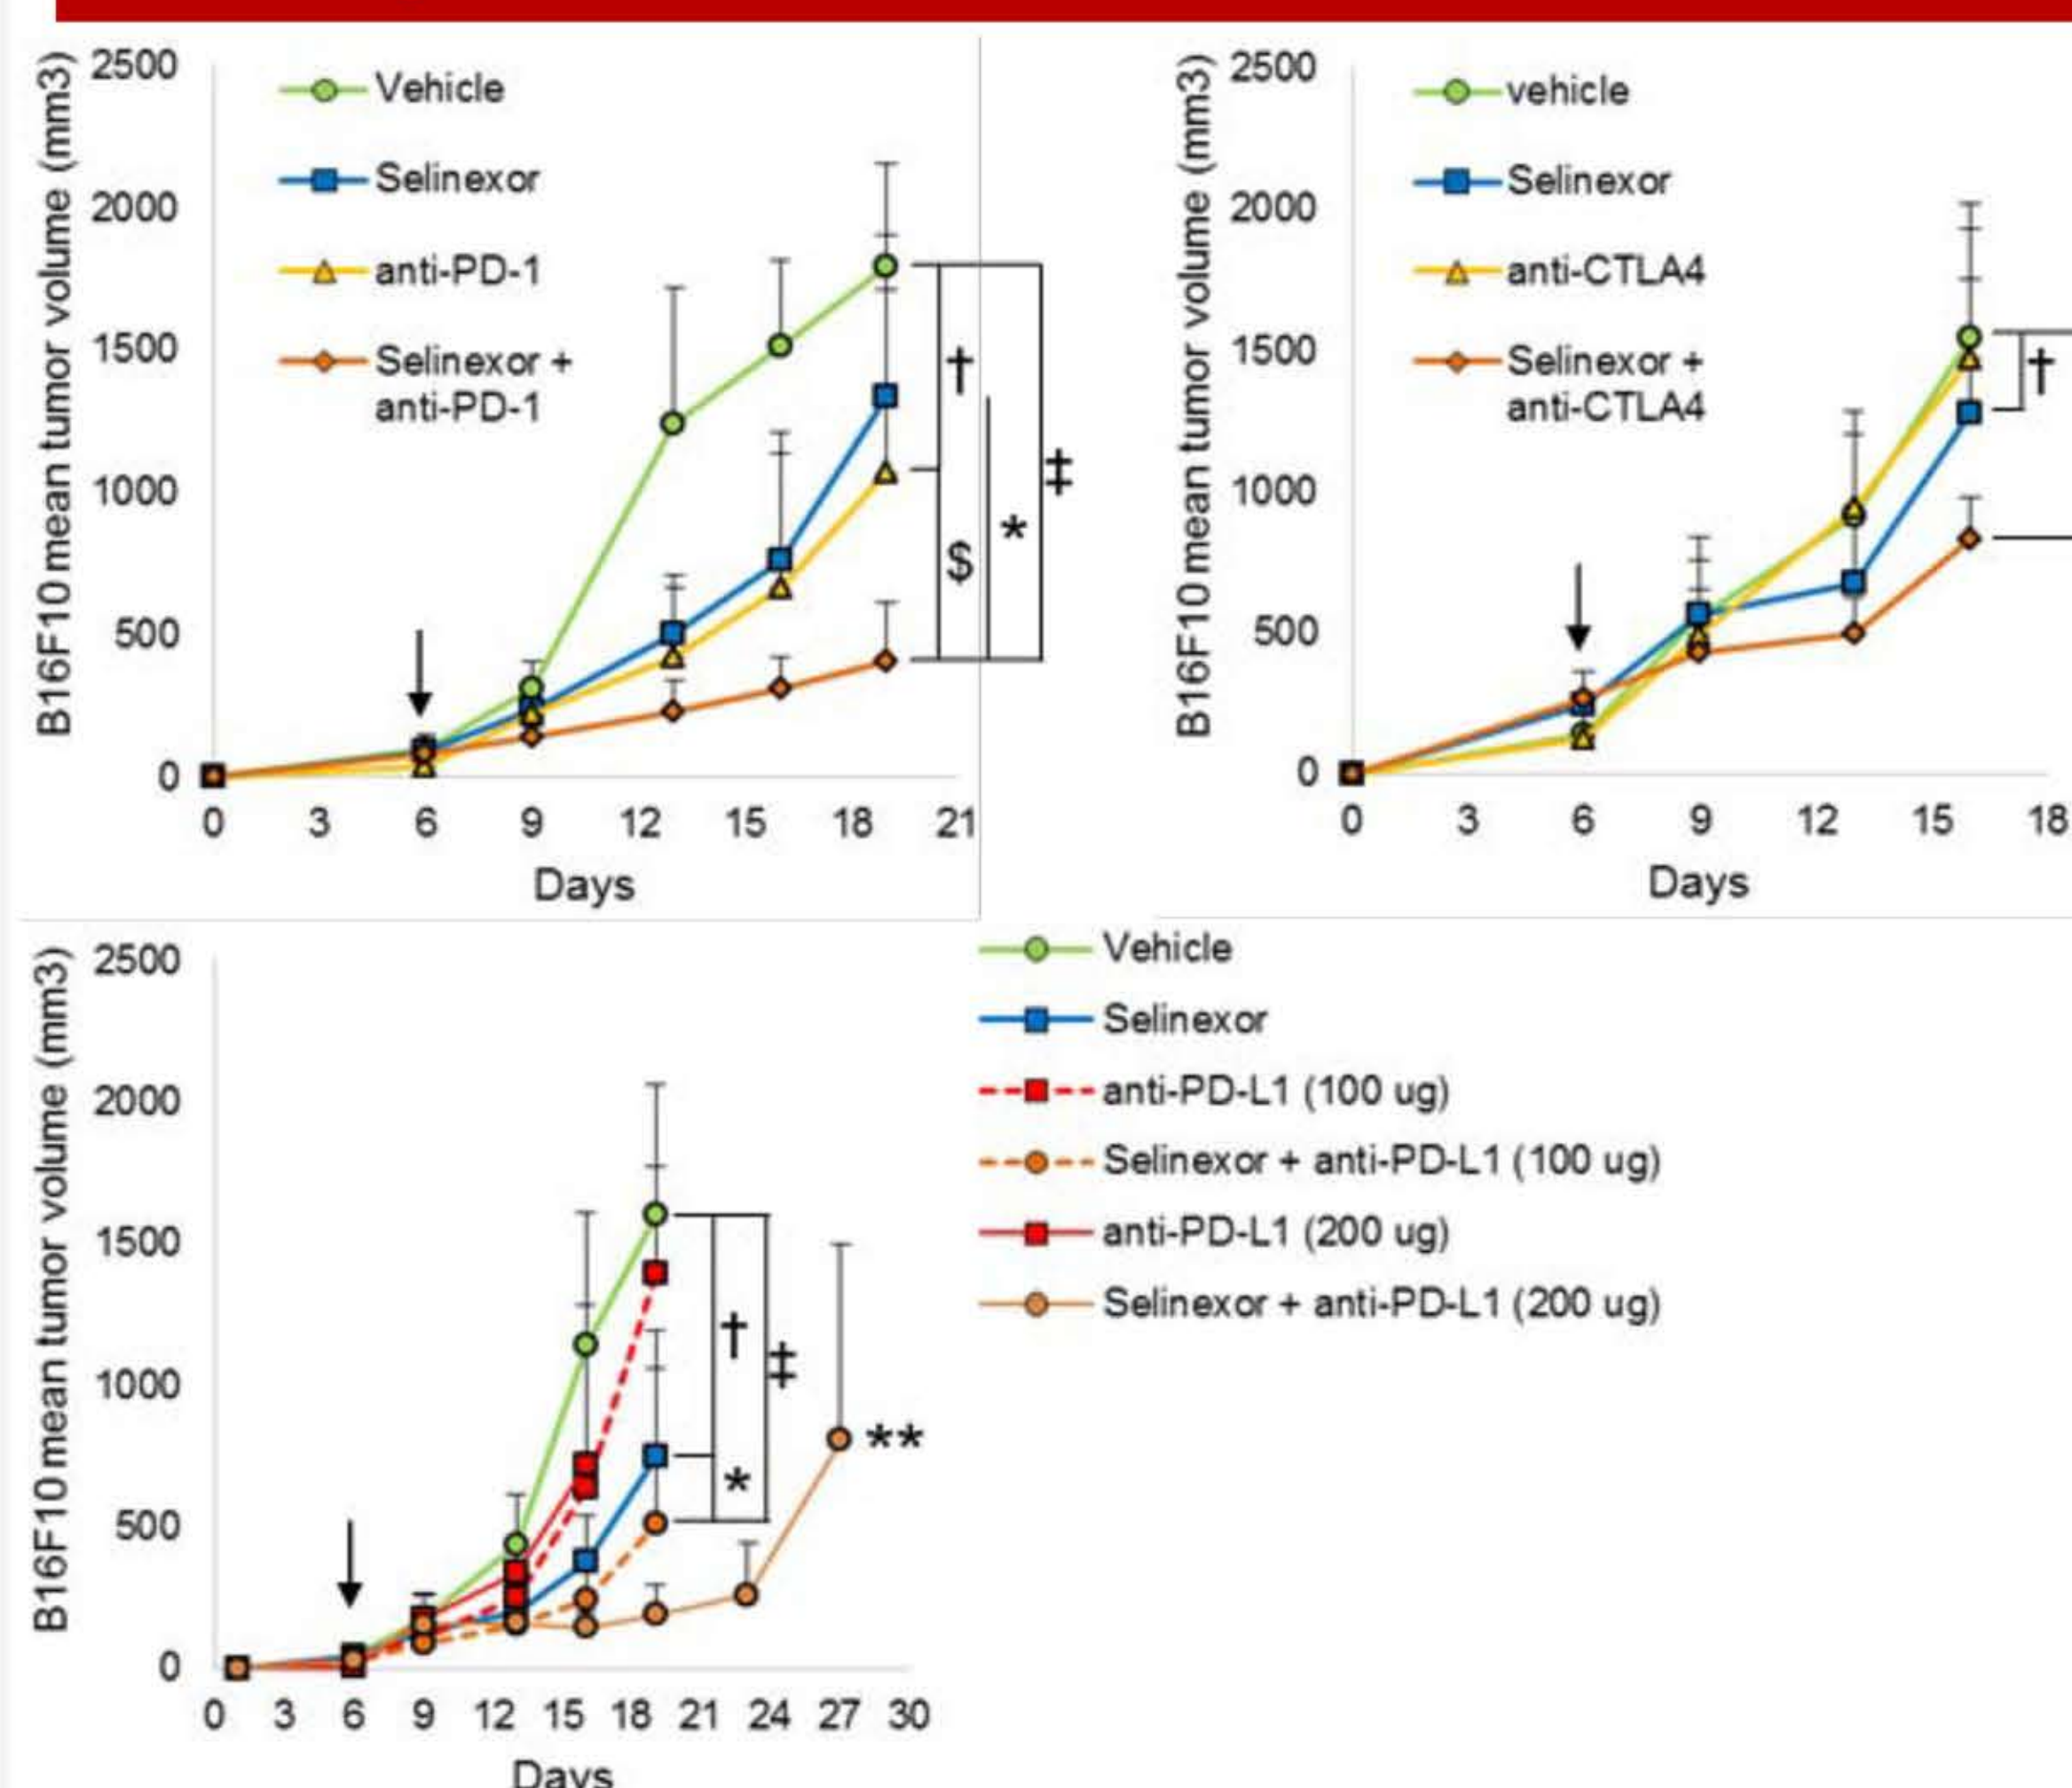 B16F10 mean tumor volume (mm3)
2500
2000
1500
1000
500
0
Vehicle
Selinexor
anti-PD-1
Selinexor +
anti-PD-1
†
$
*
‡
0 3 6 9 12 15 18 21
Days
B16F10 mean tumor volume (mm3)
2500
2000
1500
1000
500
0
vehicle
Selinexor
anti-CTLA4
Selinexor +
anti-CTLA4
†
0 3 6 9 12 15 18
Days
B16F10 mean tumor volume (mm3)
2500
2000
1500
1000
500
0
†
*
‡
**
0 3 6 9 12 15 18 21 24 27 30
Days
Vehicle
Selinexor
anti-PD-L1 (100 ug)
Selinexor + anti-PD-L1 (100 ug)
anti-PD-L1 (200 ug)
Selinexor + anti-PD-L1 (200 ug)